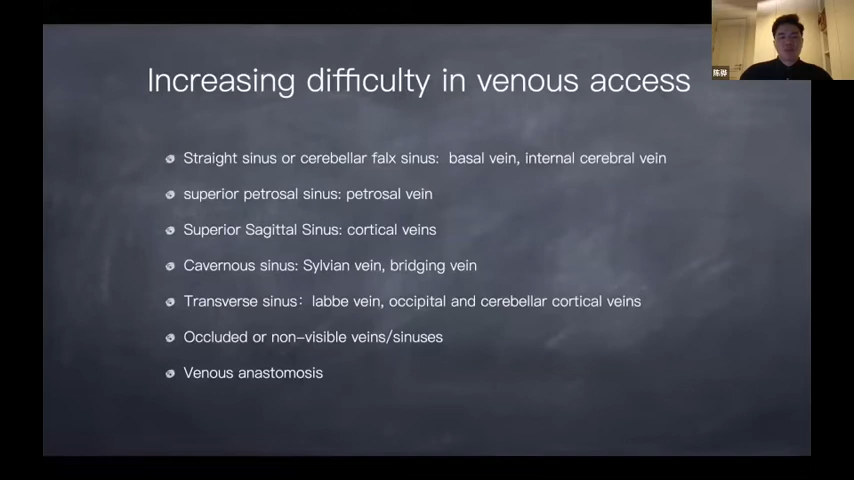 陈骅
Increasing difficulty in venous access
Straight sinus or cerebellar falx sinus: basal vein, internal cerebral vein
superior petrosal sinus: petrosal vein
Superior Sagittal Sinus: cortical veins
Cavernous sinus: Sylvian vein, bridging vein
Transverse sinus： labbe vein, occipital and cerebellar cortical veins
Occluded or non-visible veins/sinuses
Venous anastomosis